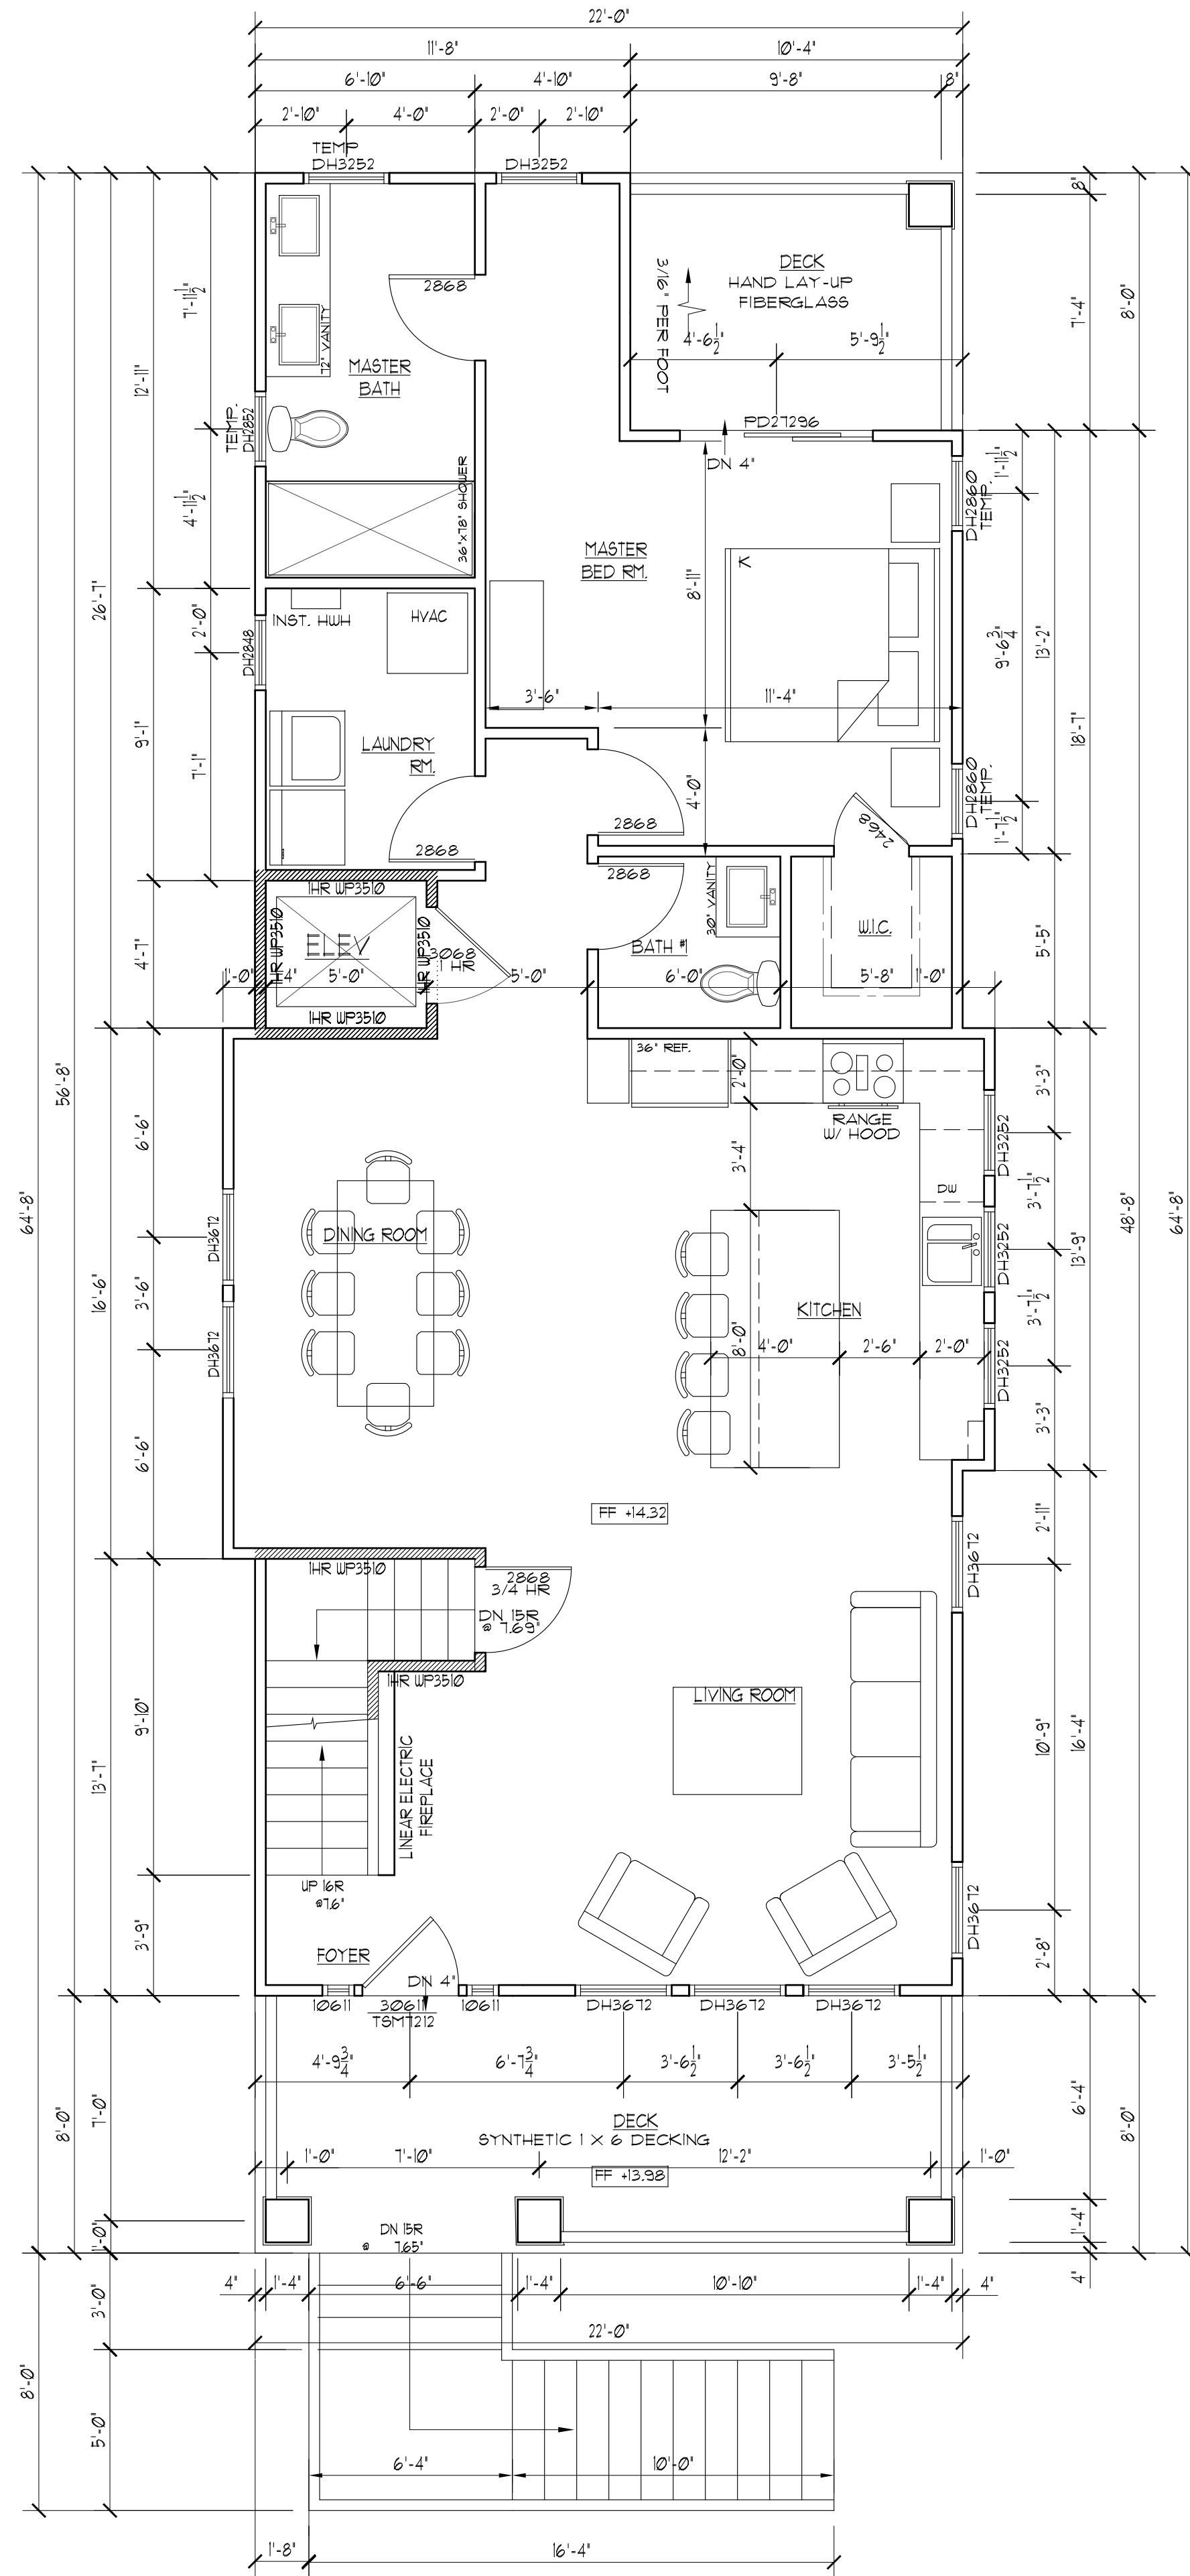 22'-0"
11'-8" 10'-4"
6'-10" 4'-10" 9'-8" 8"
2'-10" 4'-0" 2'-0" 2'-10"
TEMP
DH3252 DH3252
8"
2868
DECK
HAND LAY-UP
FIBERGLASS
3/16" PER FOOT
4'-6 1/2" 5'-9 1/2"
7'-4"
8'-0"
7'-11 1/2"
72" VANITY
MASTER
BATH
12'-11"
TEMP.
DH2852
PD27296
DN 4"
1'-11 1/2"
DH2860
TEMP.
36"x78" SHOWER
4'-11 1/2"
MASTER
BED RM.
K
8'-11"
26'-7"
INST. HWH
HVAC
2'-0"
DH2848
9'-6 3/4"
13'-2"
3'-6" 11'-4"
18'-7"
9'-1"
LAUNDRY
RM.
7'-1"
4'-0"
DH2860
TEMP.
1'-7 1/2"
2868
2868
2468
2868
1HR WP3510
1HR WP3510
1HR WP3510
ELEV
3068
1 HR
30" VANITY
BATH #1
W.I.C.
5'-5"
4'-7"
1'-0" 4" 5'-0" 5'-0" 6'-0" 5'-8" 1'-0"
1HR WP3510
36" REF.
2'-0"
3'-3"
56'-8"
RANGE
W/ HOOD
DH3252
6'-6"
3'-4"
3'-7 1/2"
DW
64'-8"
DH3672
DINING ROOM
DH3252
13'-9"
48'-8"
64'-8"
16'-6"
3'-6"
KITCHEN
3'-7 1/2"
DH3672
8'-0"
4'-0" 2'-6" 2'-0"
DH3252
3'-3"
6'-6"
FF +14.32
2'-11"
1HR WP3510
2868
3/4 HR
DH3672
DN 15R
@ 7.69"
1HR WP3510
LIVING ROOM
9'-10"
13'-7"
LINEAR ELECTRIC
FIREPLACE
10'-9"
16'-4"
UP 16R
@7.6"
DH3672
3'-9"
FOYER
2'-8"
DN 4"
10611 30611 10611 DH3672 DH3672 DH3672
TSM7212
4'-9 3/4" 6'-7 3/4" 3'-6 1/2" 3'-6 1/2" 3'-5 1/2"
7'-0"
8'-0"
6'-4"
8'-0"
DECK
SYNTHETIC 1 X 6 DECKING
1'-0" 7'-10" 12'-2" 1'-0"
FF +13.98
1'-0"
DN 15R
@ 7.65"
1'-4"
4" 1'-4" 6'-6" 1'-4" 10'-10" 1'-4" 4"
4"
3'-0"
22'-0"
8'-0"
5'-0"
6'-4" 10'-0"
1'-8" 16'-4"